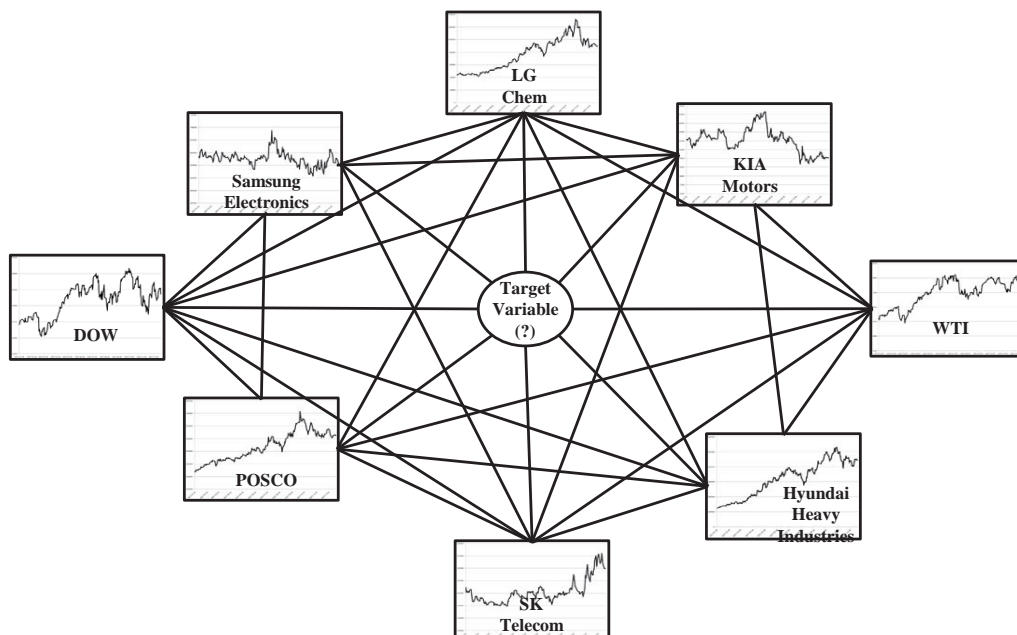 LG
Chem
Samsung
Electronics
KIA
Motors
DOW
Target
Variable
(?)
WTI
POSCO
Hyundai
Heavy
Industries
SK
Telecom